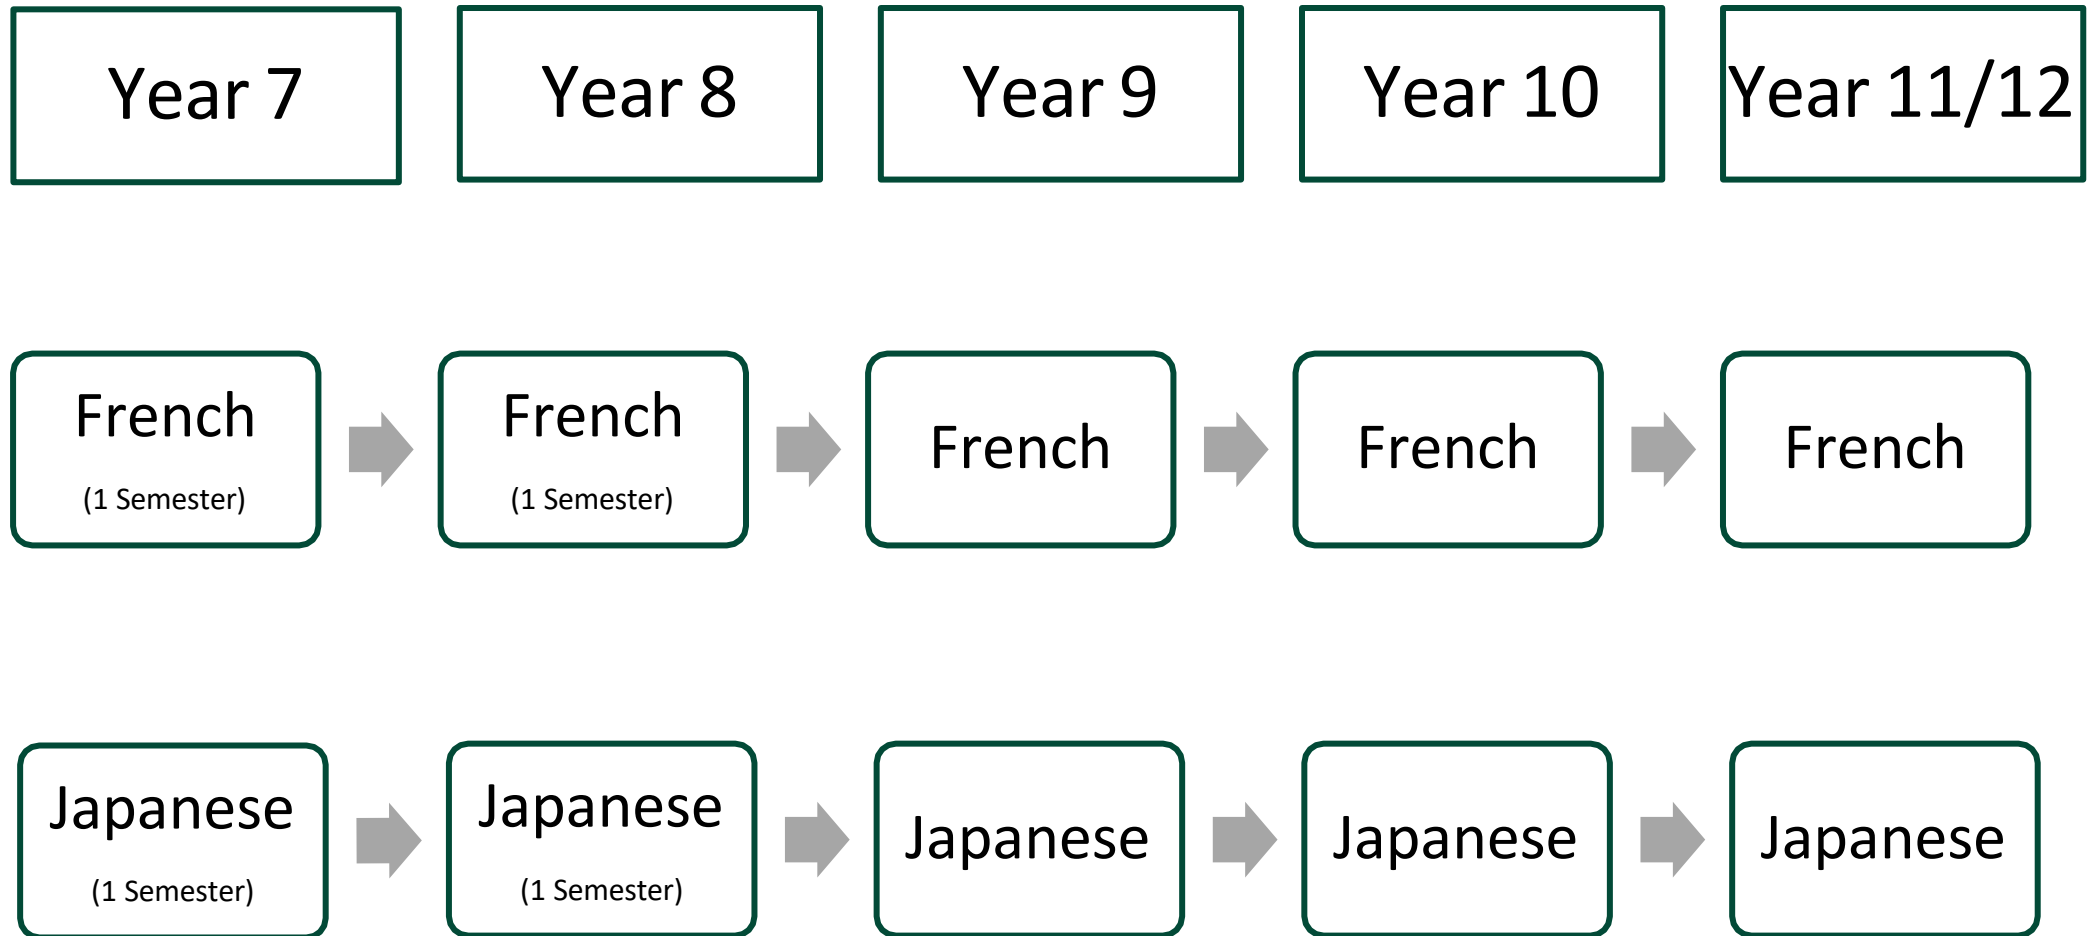 Year 7
Year 8
Year 9
Year 10
Year 11/12
French
(1 Semester)
French
(1 Semester)
French
French
French
Japanese
(1 Semester)
Japanese
(1 Semester)
Japanese
Japanese
Japanese